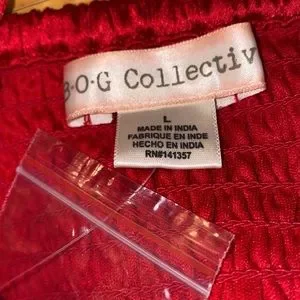 B·O·G Collectiv
L
MADE IN INDIA
FABRIQUE EN INDE
HECHO EN INDIA
RN#141357